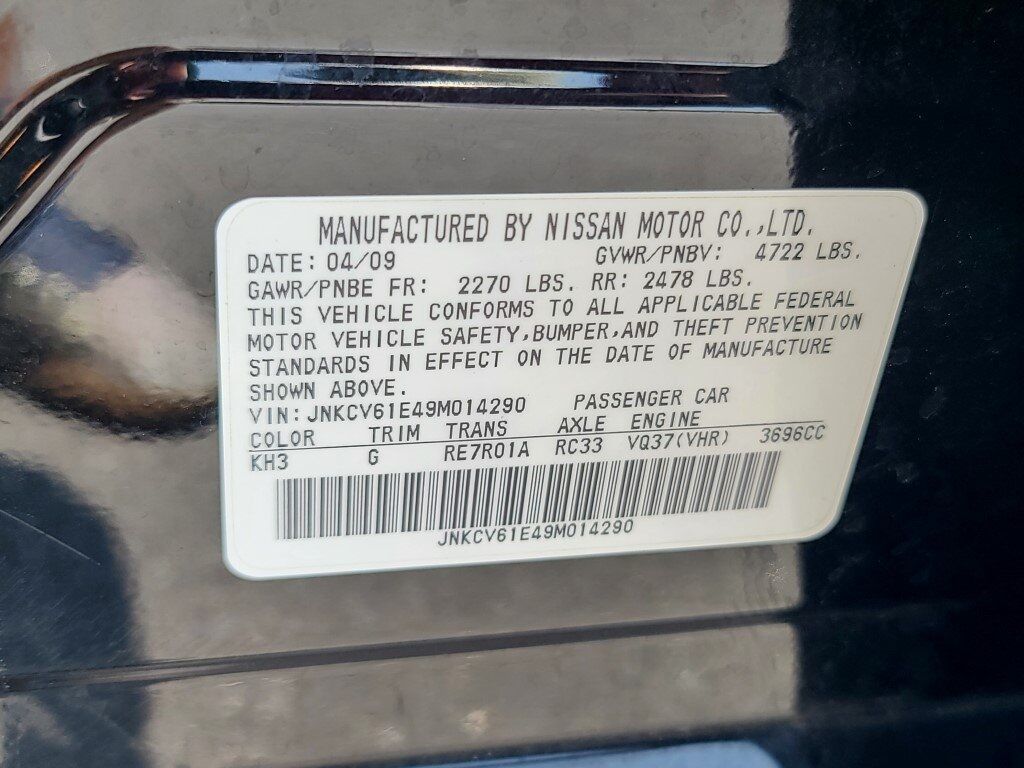 MANUFACTURED BY NISSAN MOTOR CO.,LTD.
DATE: 04/09 GVWR/PNBV: 4722 LBS.
GAWR/PNBE FR: 2270 LBS. RR: 2478 LBS.
THIS VEHICLE CONFORMS TO ALL APPLICABLE FEDERAL
MOTOR VEHICLE SAFETY,BUMPER,AND THEFT PREVENTION
STANDARDS IN EFFECT ON THE DATE OF MANUFACTURE
SHOWN ABOVE.
VIN: JNKCV61E49M014290 PASSENGER CAR
COLOR TRIM TRANS AXLE ENGINE
KH3 G RE7R01A RC33 VQ37(VHR) 3696CC
JNKCV61E49M014290